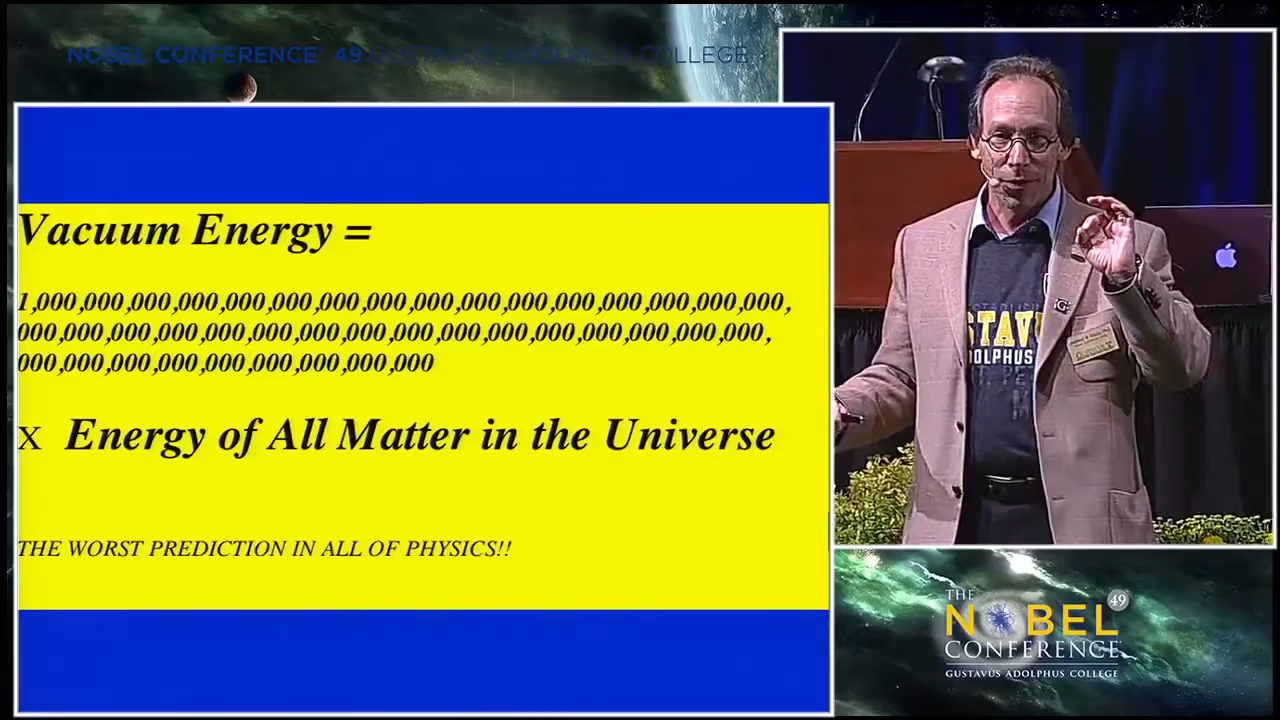 NOBEL CONFERENCE 49 GUSTAVUS ADOLPHUS COLLEGE
Vacuum Energy =
1,000,000,000,000,000,000,000,000,000,000,000,000,000,000,000,000,000,
000,000,000,000,000,000,000,000,000,000,000,000,000,000,000,000,
000,000,000,000,000,000,000,000,000
X Energy of All Matter in the Universe
THE WORST PREDICTION IN ALL OF PHYSICS!!
THE
NOBEL 49
CONFERENCE
GUSTAVUS ADOLPHUS COLLEGE